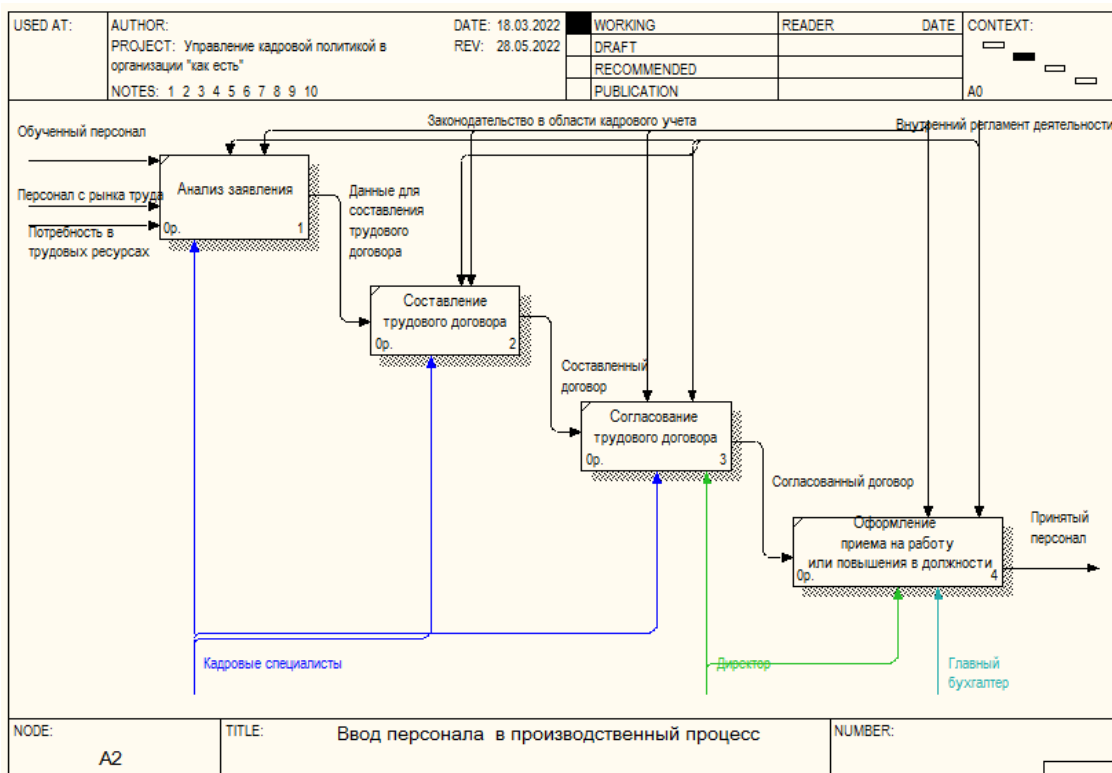 USED AT:
AUTHOR:
DATE: 18.03.2022
WORKING
READER
DATE
CONTEXT:
PROJECT: Управление кадровой политикой в
REV: 28.05.2022
DRAFT
организации "как есть"
RECOMMENDED
NOTES: 1 2 3 4 5 6 7 8 9 10
PUBLICATION
A0
Законодательство в области кадрового учета
Внутренний регламент деятельности
Обученный персонал
Персонал с рынка труда
Потребность в
трудовых ресурсах
Анализ заявления
0р.
1
Данные для
составления
трудового
договора
Составление
трудового договора
0р.
2
Составленный
договор
Согласование
трудового договора
0р.
3
Согласованный договор
Оформление
приема на работу
или повышения в должности
0р.
4
Принятый
персонал
Кадровые специалисты
Директор
Главный
бухгалтер
NODE:
A2
TITLE:
Ввод персонала в производственный процесс
NUMBER: